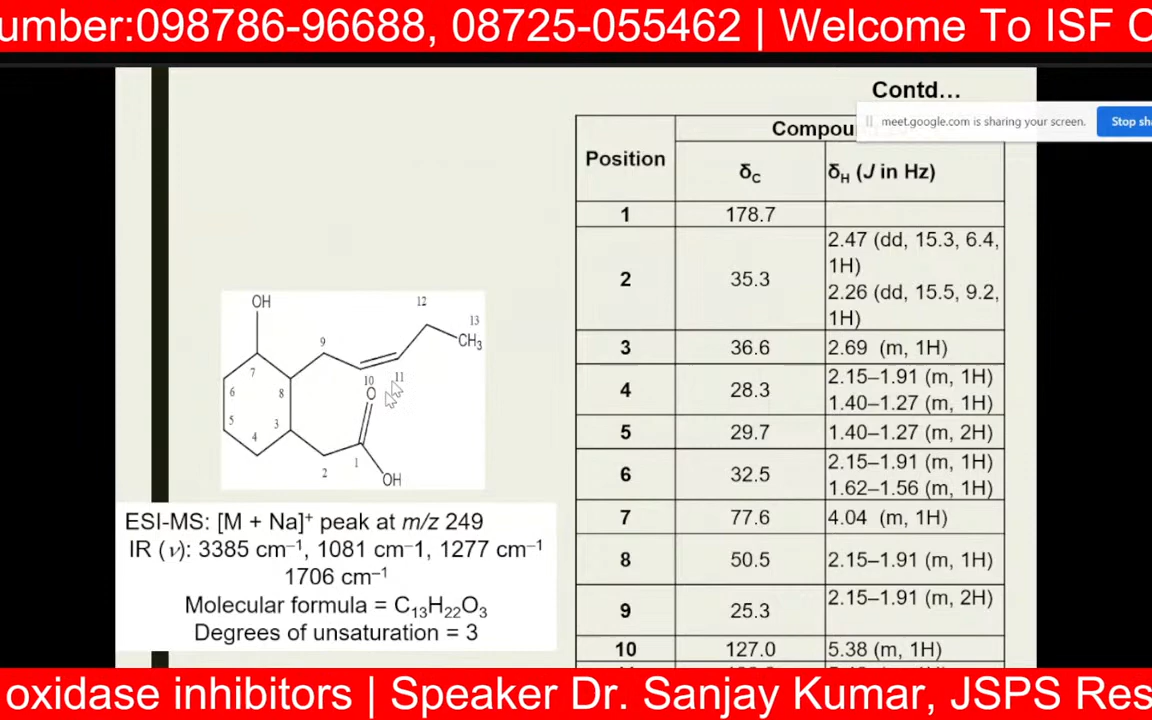 umber:098786-96688, 08725-055462 | Welcome To ISF C
Contd...
meet.google.com is sharing your screen.
Stop sha
Compou
Position
δC
δH (J in Hz)
1 178.7
2 35.3 2.47 (dd, 15.3, 6.4,
1H)
2.26 (dd, 15.5, 9.2,
1H)
3 36.6 2.69 (m, 1H)
4 28.3 2.15–1.91 (m, 1H)
1.40–1.27 (m, 1H)
5 29.7 1.40–1.27 (m, 2H)
6 32.5 2.15–1.91 (m, 1H)
1.62–1.56 (m, 1H)
7 77.6 4.04 (m, 1H)
8 50.5 2.15–1.91 (m, 1H)
9 25.3 2.15–1.91 (m, 2H)
10 127.0 5.38 (m, 1H)
OH
12
13
CH3
9
7
10
11
6
8
O
5
3
4
1
2
OH
ESI-MS: [M + Na]+ peak at m/z 249
IR (ν): 3385 cm−1, 1081 cm−1, 1277 cm−1
1706 cm−1
Molecular formula = C13H22O3
Degrees of unsaturation = 3
oxidase inhibitors | Speaker Dr. Sanjay Kumar, JSPS Res